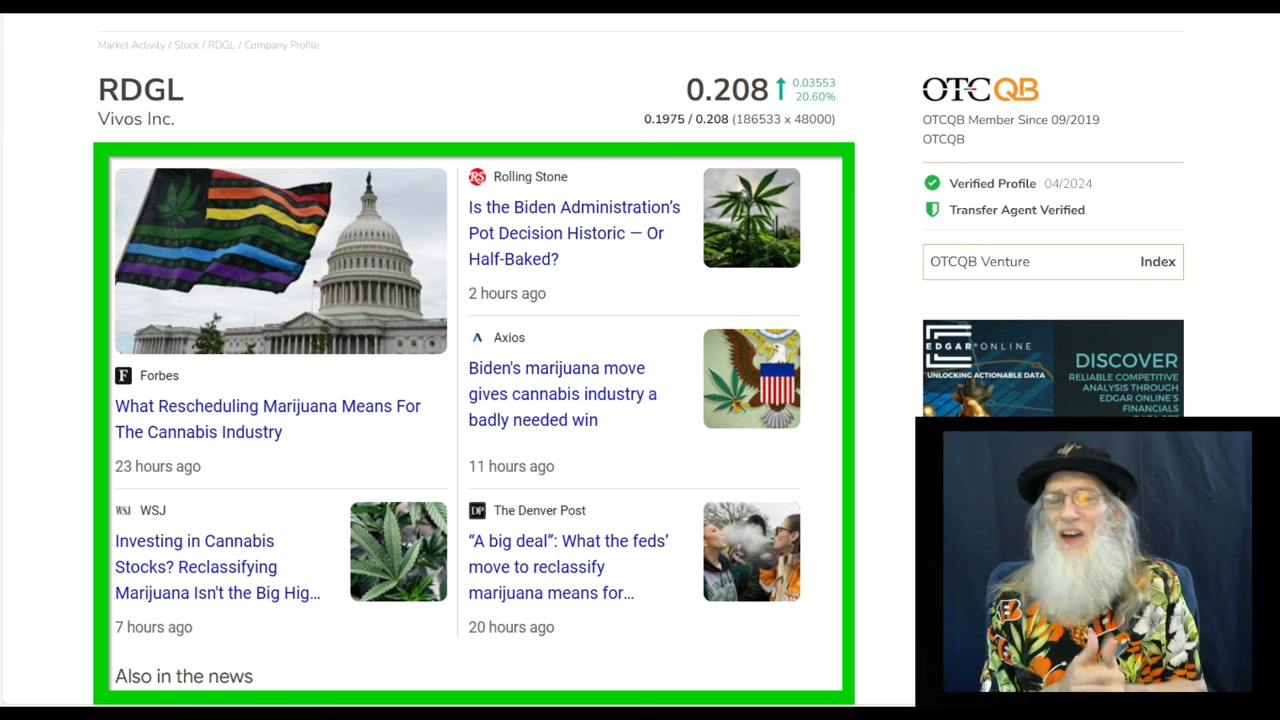 Market Activity / Stock / RDGL / Company Profile
RDGL
Vivos Inc.
0.208
0.03553
20.60%
0.1975 / 0.208 (186533 x 48000)
OTCQB
OTCQB Member Since 09/2019
OTCQB
Verified Profile 04/2024
Transfer Agent Verified
OTCQB Venture Index
EDGAR ONLINE
UNLOCKING ACTIONABLE DATA
DISCOVER
RELIABLE COMPETITIVE
ANALYSIS THROUGH
EDGAR ONLINE'S
FINANCIALS
Forbes
What Rescheduling Marijuana Means For
The Cannabis Industry
23 hours ago
WSJ WSJ
Investing in Cannabis
Stocks? Reclassifying
Marijuana Isn't the Big Hig...
7 hours ago
RS Rolling Stone
Is the Biden Administration’s
Pot Decision Historic — Or
Half-Baked?
2 hours ago
Axios
Biden's marijuana move
gives cannabis industry a
badly needed win
11 hours ago
DP The Denver Post
“A big deal”: What the feds’
move to reclassify
marijuana means for...
20 hours ago
Also in the news